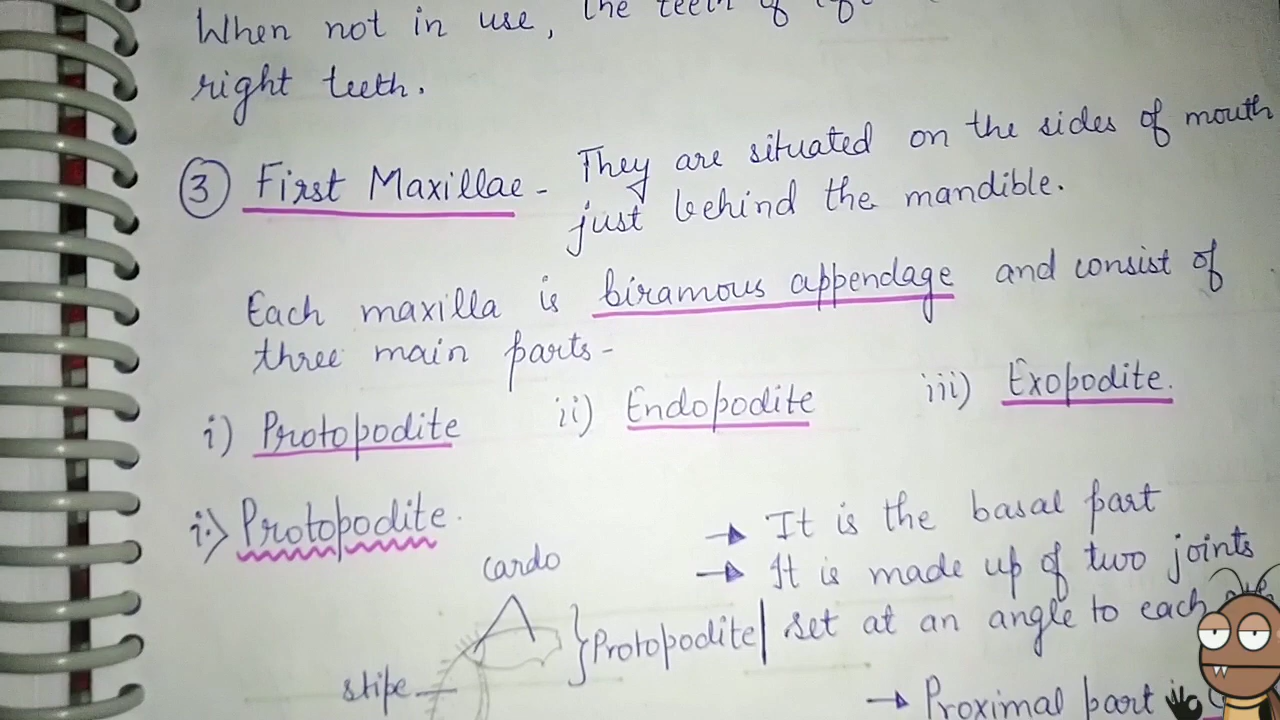 When not in use, the teeth of
right teeth.
③ First Maxillae - They are situated on the sides of mouth
just behind the mandible.
Each maxilla is biramous appendage and consist of
three main parts-
i) Protopodite ii) Endopodite iii) Exopodite.
i.> Protopodite.
→ It is the basal part
cardo
→ It is made up of two joints
} Protopodite | set at an angle to each
stipe
→ Proximal part